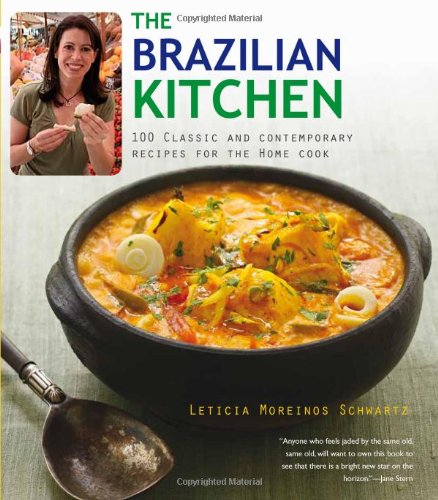 Copyrighted Material
THE
BRAZILIAN
KITCHEN
100 Classic and contemporary
recipes for the Home cook
Leticia Moreinos Schwartz
"Anyone who feels jaded by the same old,
same old, will want to own this book to
see that there is a bright new star on the
horizon."—Jane Stern
Copyrighted Material